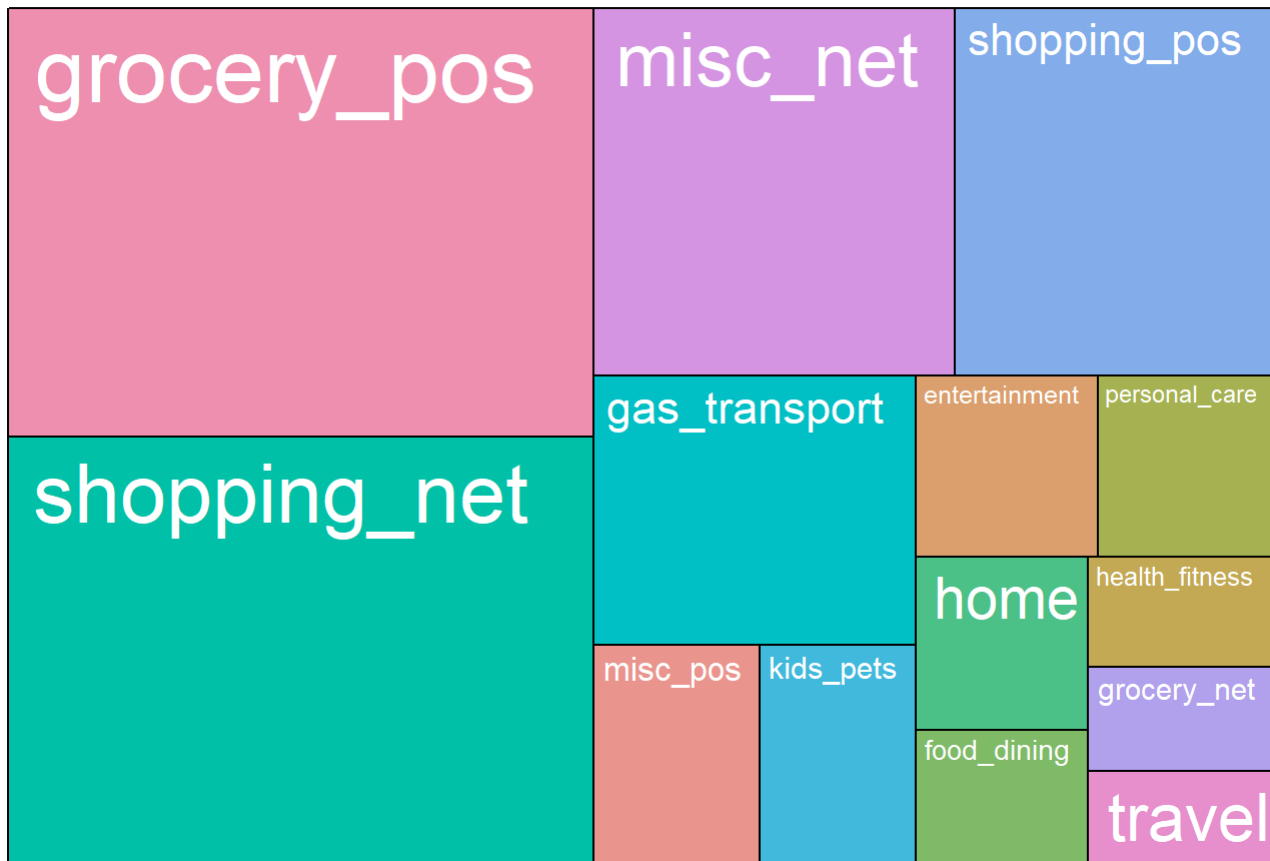 grocery_pos
misc_net
shopping_pos
gas_transport
entertainment
personal_care
shopping_net
home
health_fitness
misc_pos
kids_pets
grocery_net
food_dining
travel